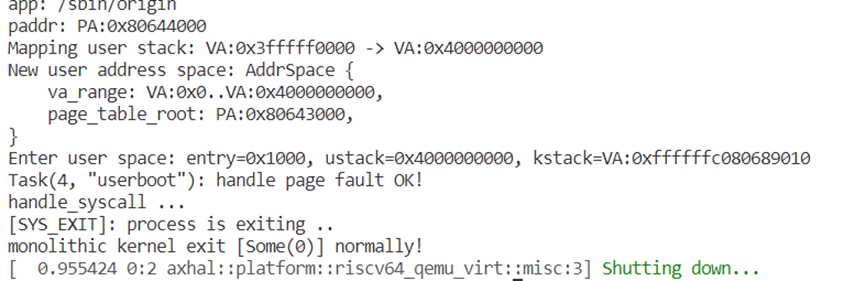 app: /sbin/origin
paddr: PA:0x80644000
Mapping user stack: VA:0x3fffff0000 -> VA:0x4000000000
New user address space: AddrSpace {
    va_range: VA:0x0..VA:0x4000000000,
    page_table_root: PA:0x80643000,
}
Enter user space: entry=0x1000, ustack=0x4000000000, kstack=VA:0xffffffc080689010
Task(4, "userboot"): handle page fault OK!
handle_syscall ...
[SYS_EXIT]: process is exiting ..
monolithic kernel exit [Some(0)] normally!
[  0.955424 0:2 axhal::platform::riscv64_qemu_virt::misc:3] Shutting down...